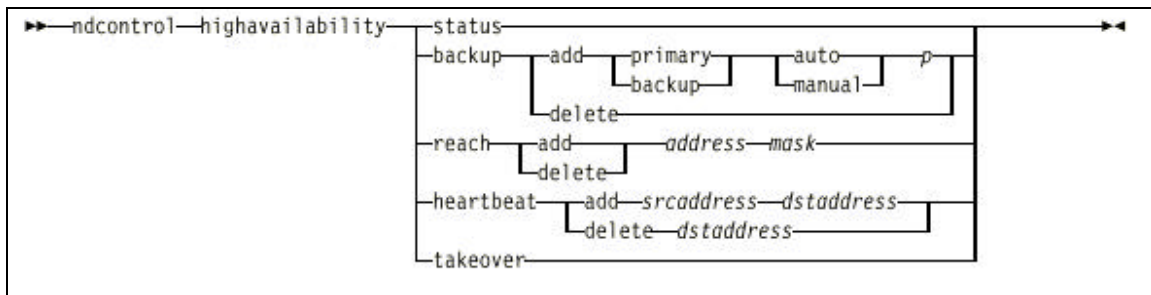 ndcontrol highavailability status
backup add primary auto p
backup manual
delete
reach add address mask
delete
heartbeat add srcaddress dstaddress
delete dstaddress
takeover